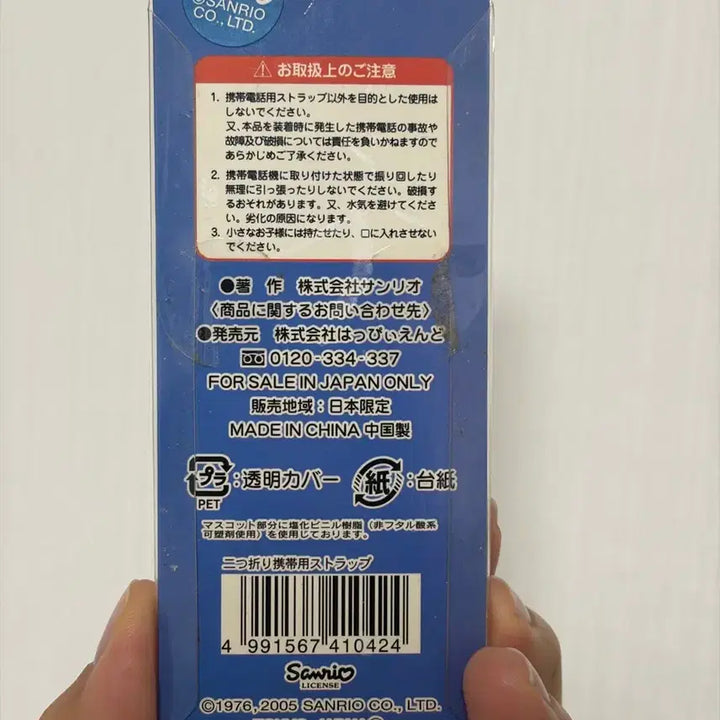 ©SANRIO
CO., LTD.
⚠ お取扱上のご注意
1. 携帯電話用ストラップ以外を目的とした使用は
しないでください。
又、本品を装着時に発生した携帯電話の事故や
故障及び破損については責任を負いかねますので
あらかじめご了承ください。
2. 携帯電話機に取り付けた状態で振り回したり
無理に引っ張ったりしないでください。破損す
るおそれがあります。又、水気を避けてくださ
い。劣化の原因になります。
3. 小さなお子様には持たせたり、口に入れさせない
でください。
●著 作 株式会社サンリオ
〈商品に関するお問い合わせ先〉
●発売元 株式会社はっぴぃえんど
0120-334-337
FOR SALE IN JAPAN ONLY
販売地域：日本限定
MADE IN CHINA 中国製
プラ：透明カバー 紙：台紙
PET
マスコット部分に塩化ビニル樹脂（非フタル酸系
可塑剤使用）を使用しております。
二つ折り携帯用ストラップ
4 991567 410424
Sanrio
LICENSE
©1976, 2005 SANRIO CO., LTD.